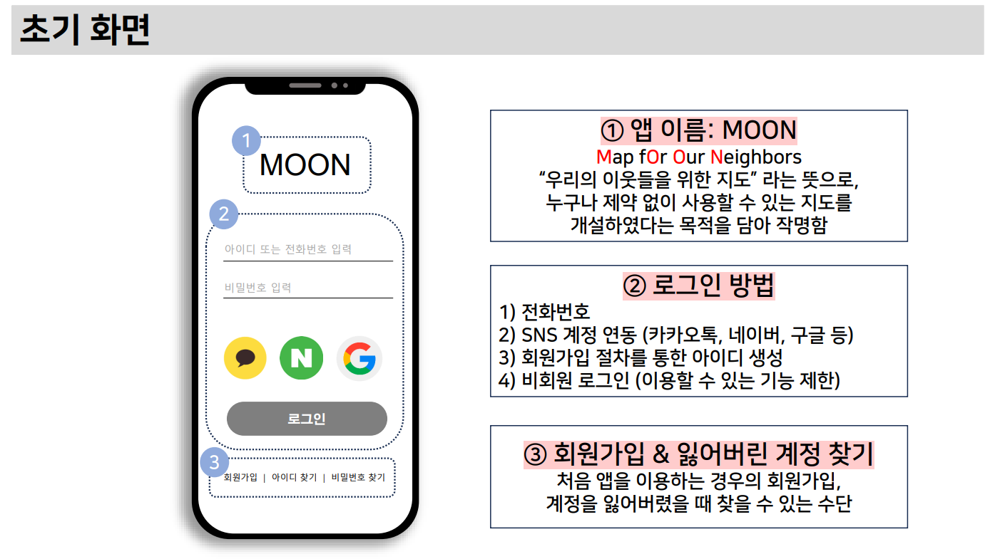 초기 화면
1
MOON
2
아이디 또는 전화번호 입력
비밀번호 입력
N
G
로그인
3
회원가입 | 아이디 찾기 | 비밀번호 찾기
① 앱 이름: MOON
Map fOr Our Neighbors
“우리의 이웃들을 위한 지도” 라는 뜻으로,
누구나 제약 없이 사용할 수 있는 지도를
개설하였다는 목적을 담아 작명함
② 로그인 방법
1) 전화번호
2) SNS 계정 연동 (카카오톡, 네이버, 구글 등)
3) 회원가입 절차를 통한 아이디 생성
4) 비회원 로그인 (이용할 수 있는 기능 제한)
③ 회원가입 & 잃어버린 계정 찾기
처음 앱을 이용하는 경우의 회원가입,
계정을 잃어버렸을 때 찾을 수 있는 수단